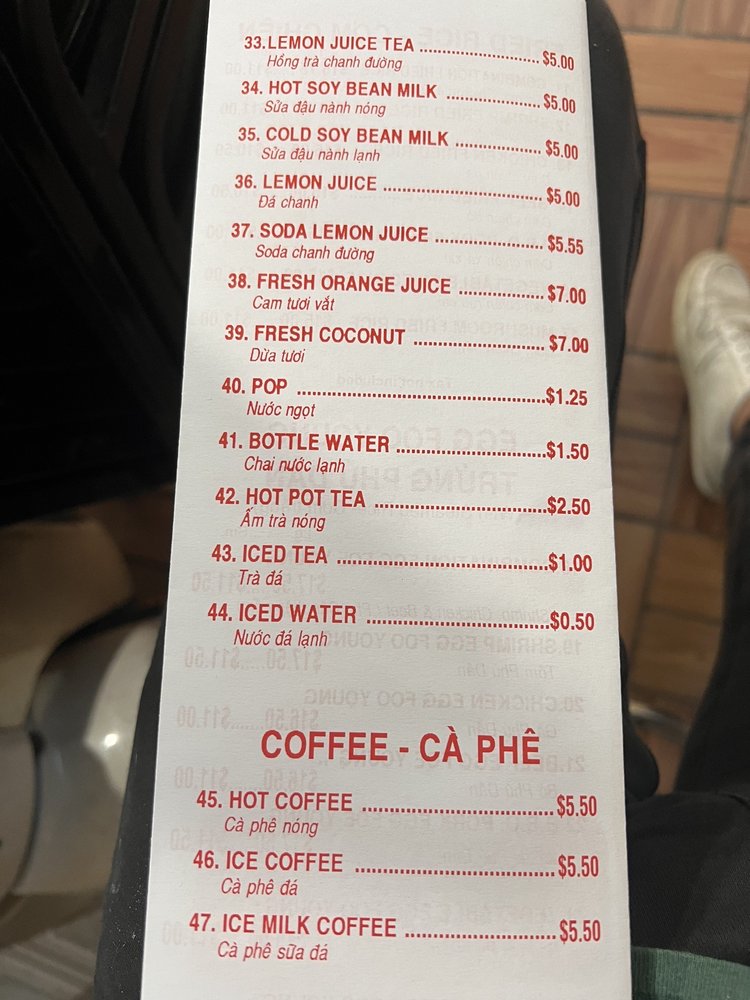 33.LEMON JUICE TEA ................................ $5.00
Hồng trà chanh đường
34. HOT SOY BEAN MILK ......................... $5.00
Sữa đậu nành nóng
35. COLD SOY BEAN MILK ...................... $5.00
Sữa đậu nành lạnh
36. LEMON JUICE ........................................ $5.00
Đá chanh
37. SODA LEMON JUICE ........................... $5.55
Soda chanh đường
38. FRESH ORANGE JUICE ..................... $7.00
Cam tươi vắt
39. FRESH COCONUT ................................ $7.00
Dừa tươi
40. POP ............................................................$1.25
Nước ngọt
41. BOTTLE WATER ....................................$1.50
Chai nước lạnh
42. HOT POT TEA ..........................................$2.50
Ấm trà nóng
43. ICED TEA ...................................................$1.00
Trà đá
44. ICED WATER ............................................$0.50
Nước đá lạnh
COFFEE - CÀ PHÊ
45. HOT COFFEE ..........................................$5.50
Cà phê nóng
46. ICE COFFEE ...........................................$5.50
Cà phê đá
47. ICE MILK COFFEE ................................$5.50
Cà phê sữa đá